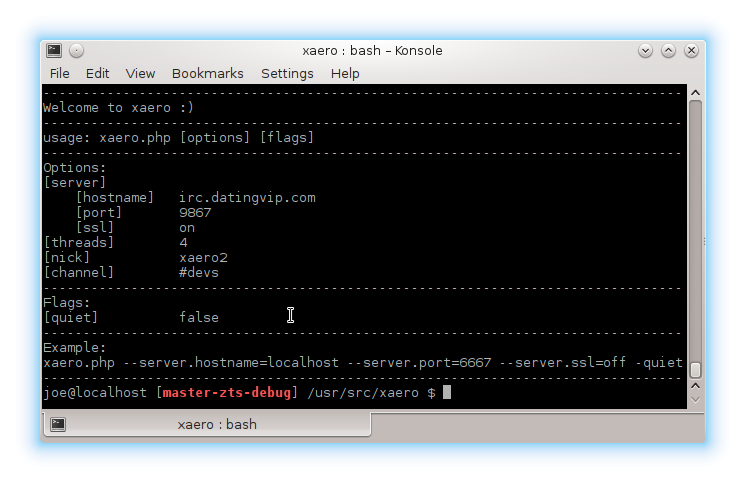 xaero : bash – Konsole
File Edit View Bookmarks Settings Help
--------------------------------------------------------------------------------
Welcome to xaero :)
--------------------------------------------------------------------------------
usage: xaero.php [options] [flags]
--------------------------------------------------------------------------------
Options:
[server]
    [hostname]   irc.datingvip.com
    [port]       9867
    [ssl]        on
[threads]        4
[nick]           xaero2
[channel]        #devs
--------------------------------------------------------------------------------
Flags:
[quiet]          false
--------------------------------------------------------------------------------
Example:
xaero.php --server.hostname=localhost --server.port=6667 --server.ssl=off -quiet
--------------------------------------------------------------------------------
joe@localhost [master-zts-debug] /usr/src/xaero $
xaero : bash